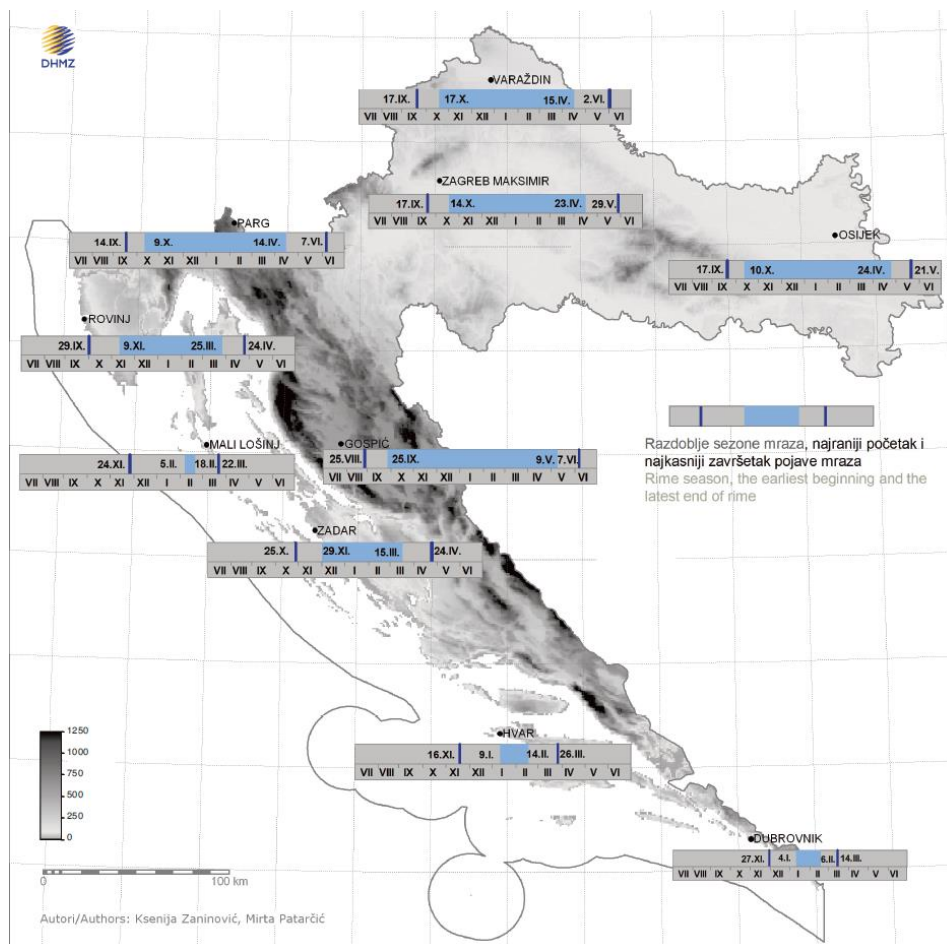 DHMZ
VARAŽDIN
17.IX. 17.X. 15.IV. 2.VI.
VII VIII IX X XI XII I II III IV V VI
ZAGREB MAKSIMIR
17.IX. 14.X. 23.IV. 29.V.
VII VIII IX X XI XII I II III IV V VI
PARG
14.IX. 9.X. 14.IV. 7.VI.
VII VIII IX X XI XII I II III IV V VI
OSIJEK
17.IX. 10.X. 24.IV. 21.V.
VII VIII IX X XI XII I II III IV V VI
ROVINJ
29.IX. 9.XI. 25.III. 24.IV.
VII VIII IX X XI XII I II III IV V VI
Razdoblje sezone mraza, najraniji početak i
najkasniji završetak pojave mraza
Rime season, the earliest beginning and the
latest end of rime
MALI LOŠINJ
24.XI. 5.II. 18.II. 22.III.
VII VIII IX X XI XII I II III IV V VI
GOSPIĆ
25.VIII. 25.IX. 9.V. 7.VI.
VII VIII IX X XI XII I II III IV V VI
ZADAR
25.X. 29.XI. 15.III. 24.IV.
VII VIII IX X XI XII I II III IV V VI
HVAR
16.XI. 9.I. 14.II. 26.III.
VII VIII IX X XI XII I II III IV V VI
DUBROVNIK
27.XI. 4.I. 6.II. 14.III.
VII VIII IX X XI XII I II III IV V VI
1250
1000
750
500
250
0
0 100 km
Autori/Authors: Ksenija Zaninović, Mirta Patarčić